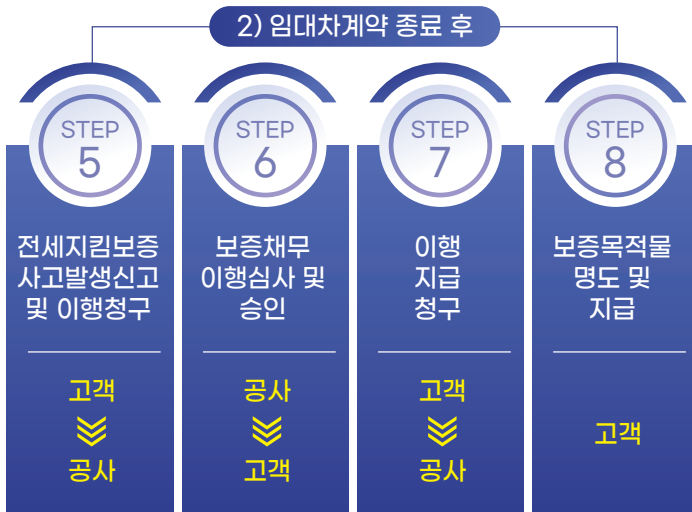 2) 임대차계약 종료 후
STEP
5
전세지킴보증
사고발생신고
및 이행청구
고객
공사
STEP
6
보증채무
이행심사 및
승인
공사
고객
STEP
7
이행
지급
청구
고객
공사
STEP
8
보증목적물
명도 및
지급
고객